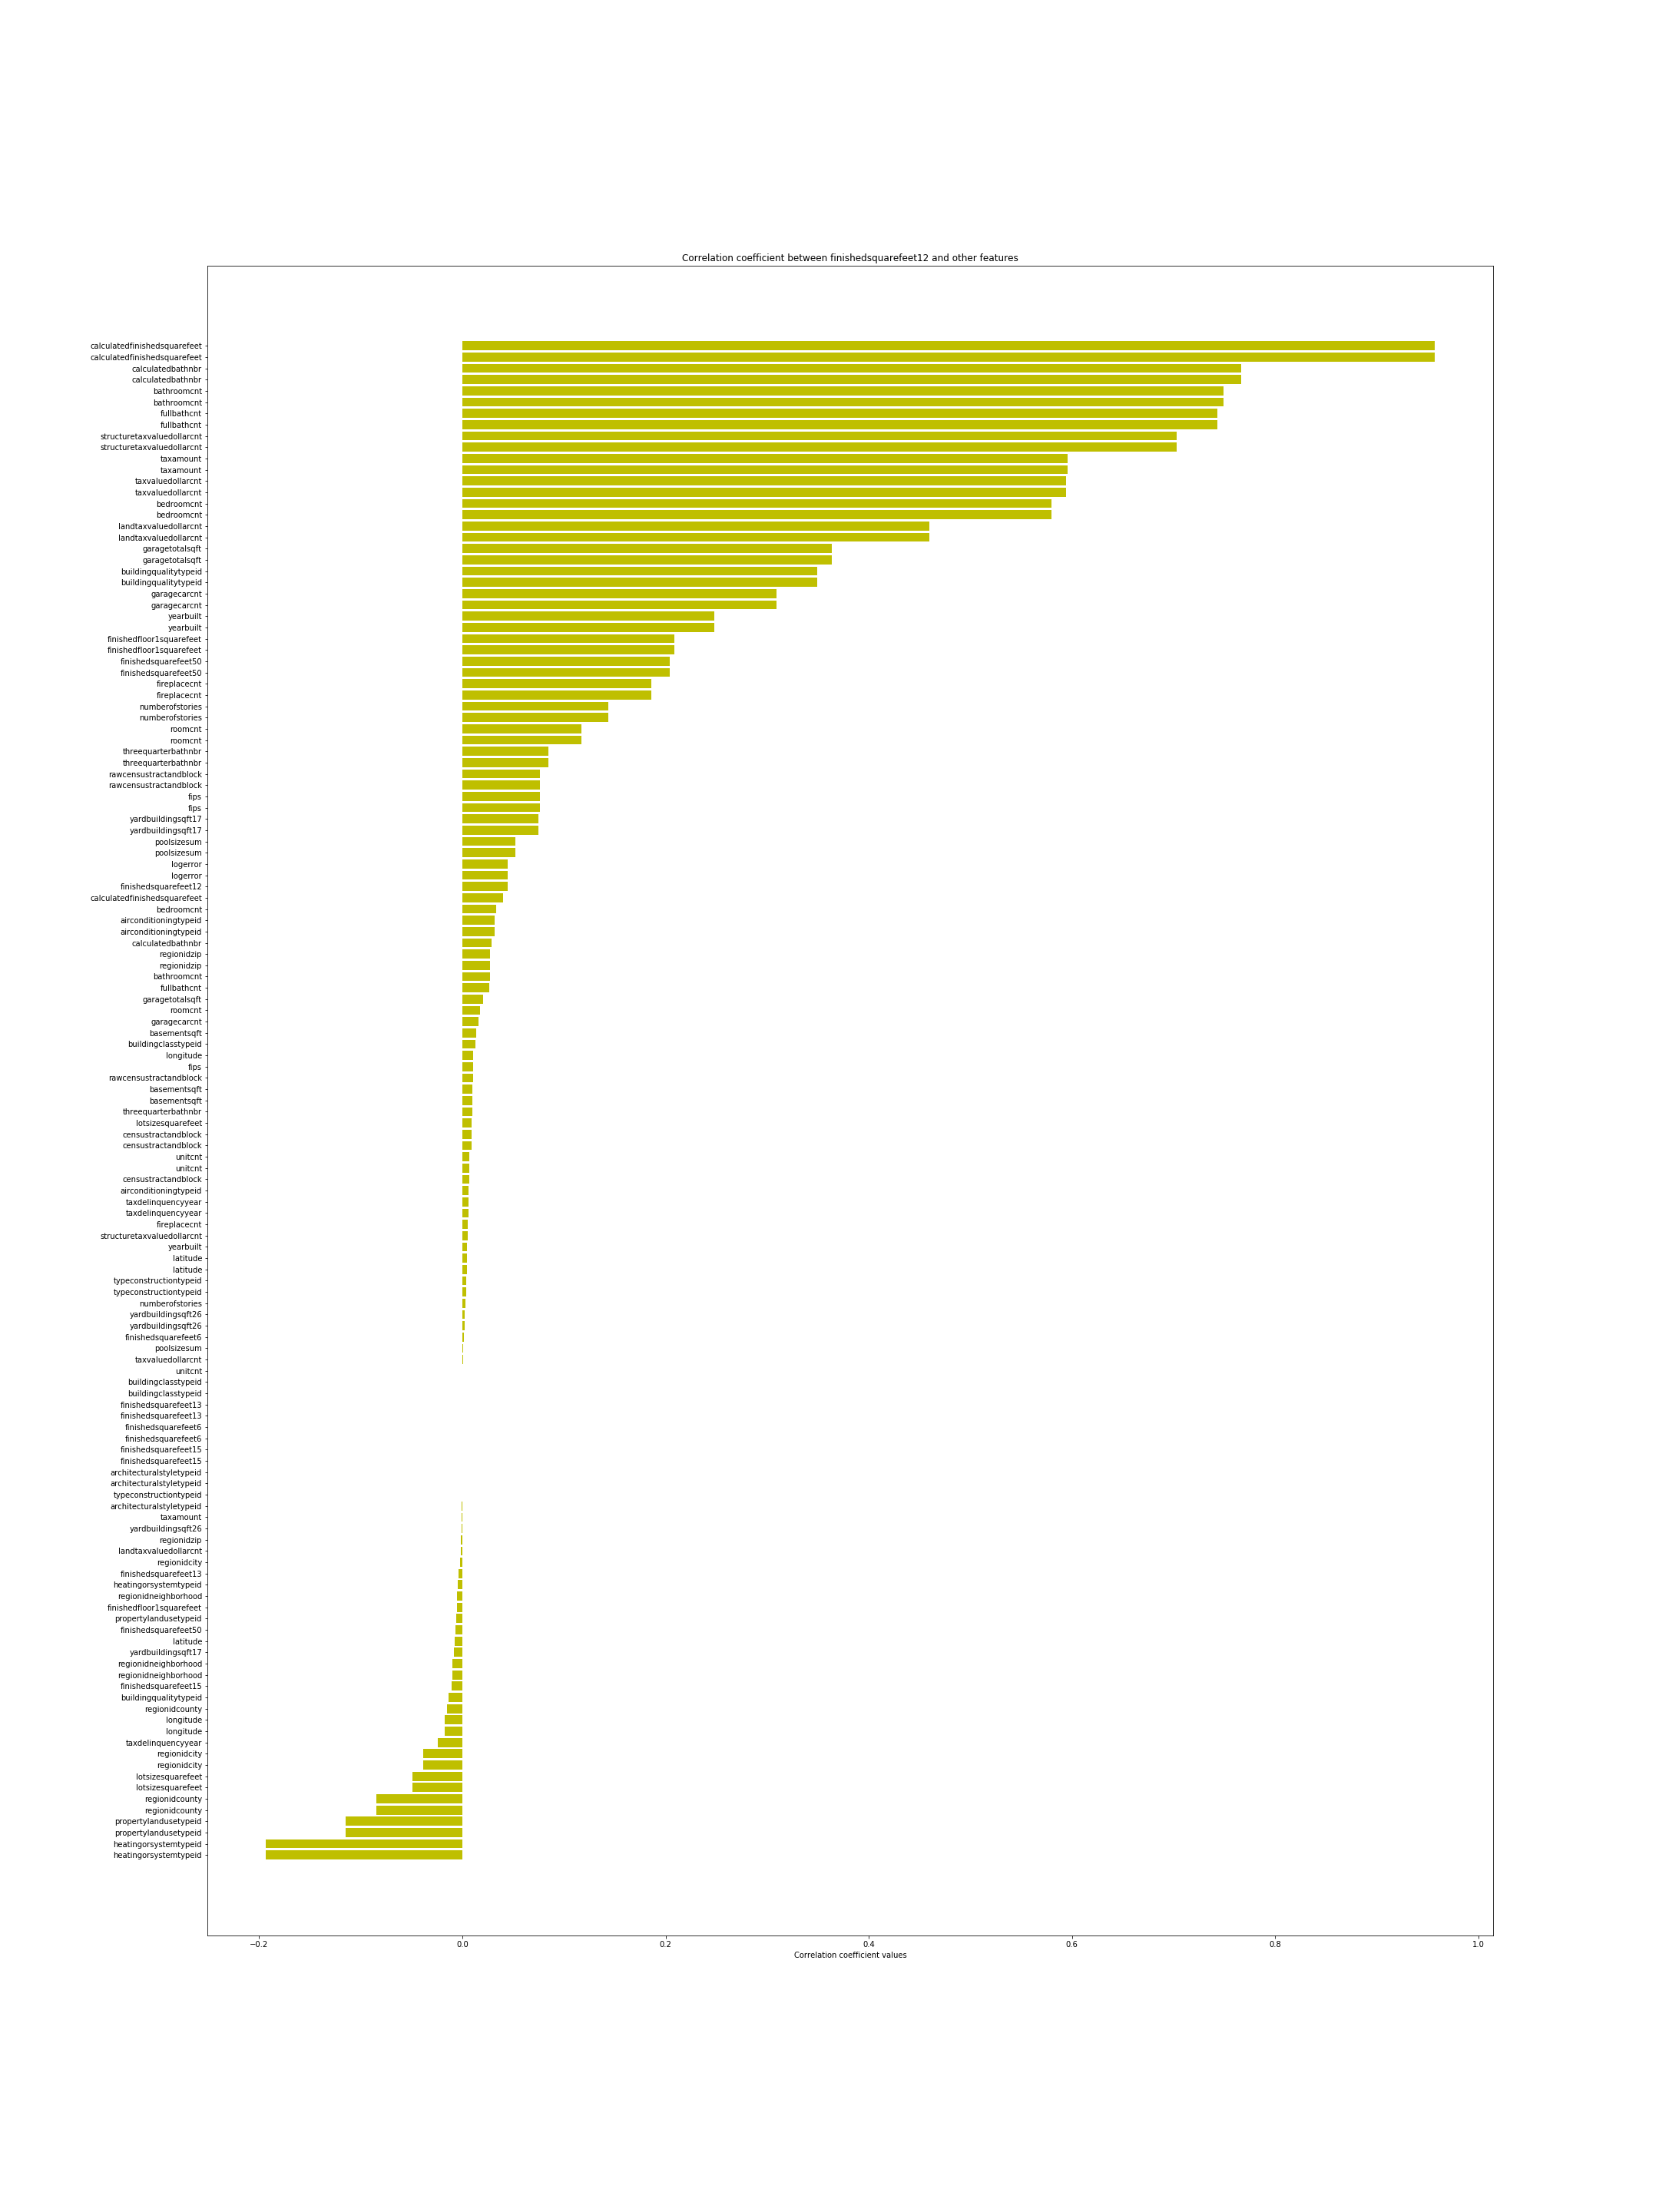 Correlation coefficient between finishedsquarefeet12 and other features
calculatedfinishedsquarefeet
calculatedfinishedsquarefeet
calculatedbathnbr
calculatedbathnbr
bathroomcnt
bathroomcnt
fullbathcnt
fullbathcnt
structuretaxvaluedollarcnt
structuretaxvaluedollarcnt
taxamount
taxamount
taxvaluedollarcnt
taxvaluedollarcnt
bedroomcnt
bedroomcnt
landtaxvaluedollarcnt
landtaxvaluedollarcnt
garagetotalsqft
garagetotalsqft
buildingqualitytypeid
buildingqualitytypeid
garagecarcnt
garagecarcnt
yearbuilt
yearbuilt
finishedfloor1squarefeet
finishedfloor1squarefeet
finishedsquarefeet50
finishedsquarefeet50
fireplacecnt
fireplacecnt
numberofstories
numberofstories
roomcnt
roomcnt
threequarterbathnbr
threequarterbathnbr
rawcensustractandblock
rawcensustractandblock
fips
fips
yardbuildingsqft17
yardbuildingsqft17
poolsizesum
poolsizesum
logerror
logerror
finishedsquarefeet12
calculatedfinishedsquarefeet
bedroomcnt
airconditioningtypeid
airconditioningtypeid
calculatedbathnbr
regionidzip
regionidzip
bathroomcnt
fullbathcnt
garagetotalsqft
roomcnt
garagecarcnt
basementsqft
buildingclasstypeid
longitude
fips
rawcensustractandblock
basementsqft
basementsqft
threequarterbathnbr
lotsizesquarefeet
censustractandblock
censustractandblock
unitcnt
unitcnt
censustractandblock
airconditioningtypeid
taxdelinquencyyear
taxdelinquencyyear
fireplacecnt
structuretaxvaluedollarcnt
yearbuilt
latitude
latitude
typeconstructiontypeid
typeconstructiontypeid
numberofstories
yardbuildingsqft26
yardbuildingsqft26
finishedsquarefeet6
poolsizesum
taxvaluedollarcnt
unitcnt
buildingclasstypeid
buildingclasstypeid
finishedsquarefeet13
finishedsquarefeet13
finishedsquarefeet6
finishedsquarefeet6
finishedsquarefeet15
finishedsquarefeet15
architecturalstyletypeid
architecturalstyletypeid
typeconstructiontypeid
architecturalstyletypeid
taxamount
yardbuildingsqft26
regionidzip
landtaxvaluedollarcnt
regionidcity
finishedsquarefeet13
heatingorsystemtypeid
regionidneighborhood
finishedfloor1squarefeet
propertylandusetypeid
finishedsquarefeet50
latitude
yardbuildingsqft17
regionidneighborhood
regionidneighborhood
finishedsquarefeet15
buildingqualitytypeid
regionidcounty
longitude
longitude
taxdelinquencyyear
regionidcity
regionidcity
lotsizesquarefeet
lotsizesquarefeet
regionidcounty
regionidcounty
propertylandusetypeid
propertylandusetypeid
heatingorsystemtypeid
heatingorsystemtypeid
−0.2 0.0 0.2 0.4 0.6 0.8 1.0
Correlation coefficient values